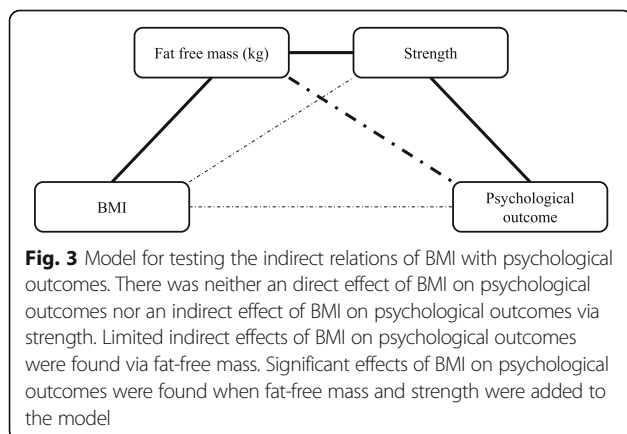 Fat free mass (kg)
Strength
BMI
Psychological
outcome
Fig. 3 Model for testing the indirect relations of BMI with psychological
outcomes. There was neither an direct effect of BMI on psychological
outcomes nor an indirect effect of BMI on psychological outcomes via
strength. Limited indirect effects of BMI on psychological outcomes
were found via fat-free mass. Significant effects of BMI on psychological
outcomes were found when fat-free mass and strength were added to
the model